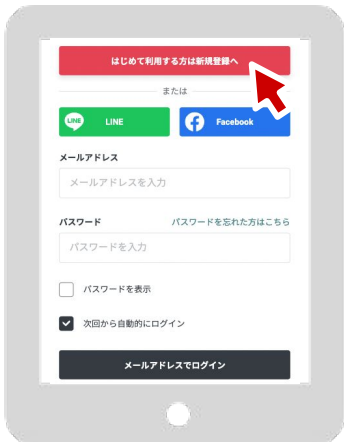 はじめて利用する方は新規登録へ
または
LINE LINE
Facebook
メールアドレス
メールアドレスを入力
パスワード パスワードを忘れた方はこちら
パスワードを入力
パスワードを表示
次回から自動的にログイン
メールアドレスでログイン